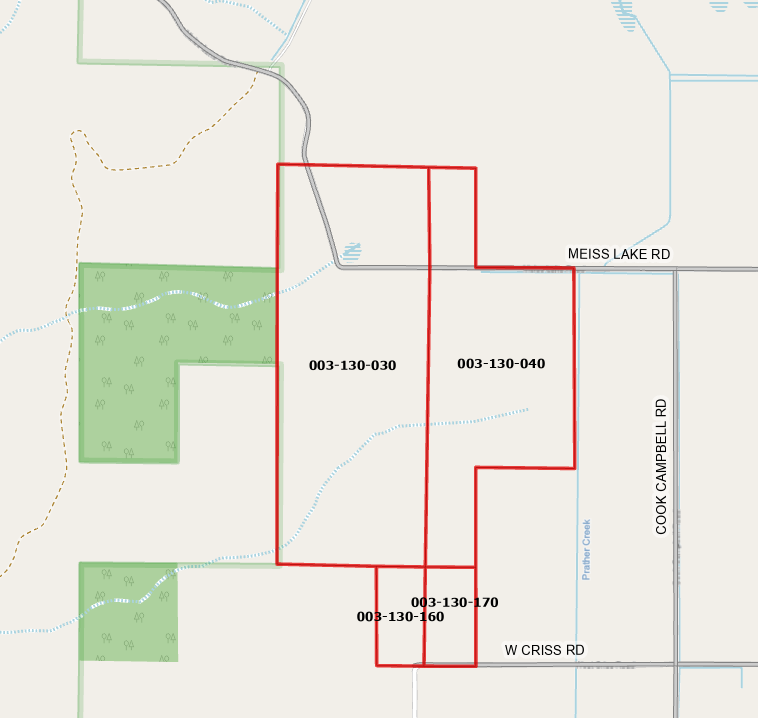 MEISS LAKE RD
003-130-030
003-130-040
COOK CAMPBELL RD
Prather Creek
003-130-170
003-130-160
W CRISS RD